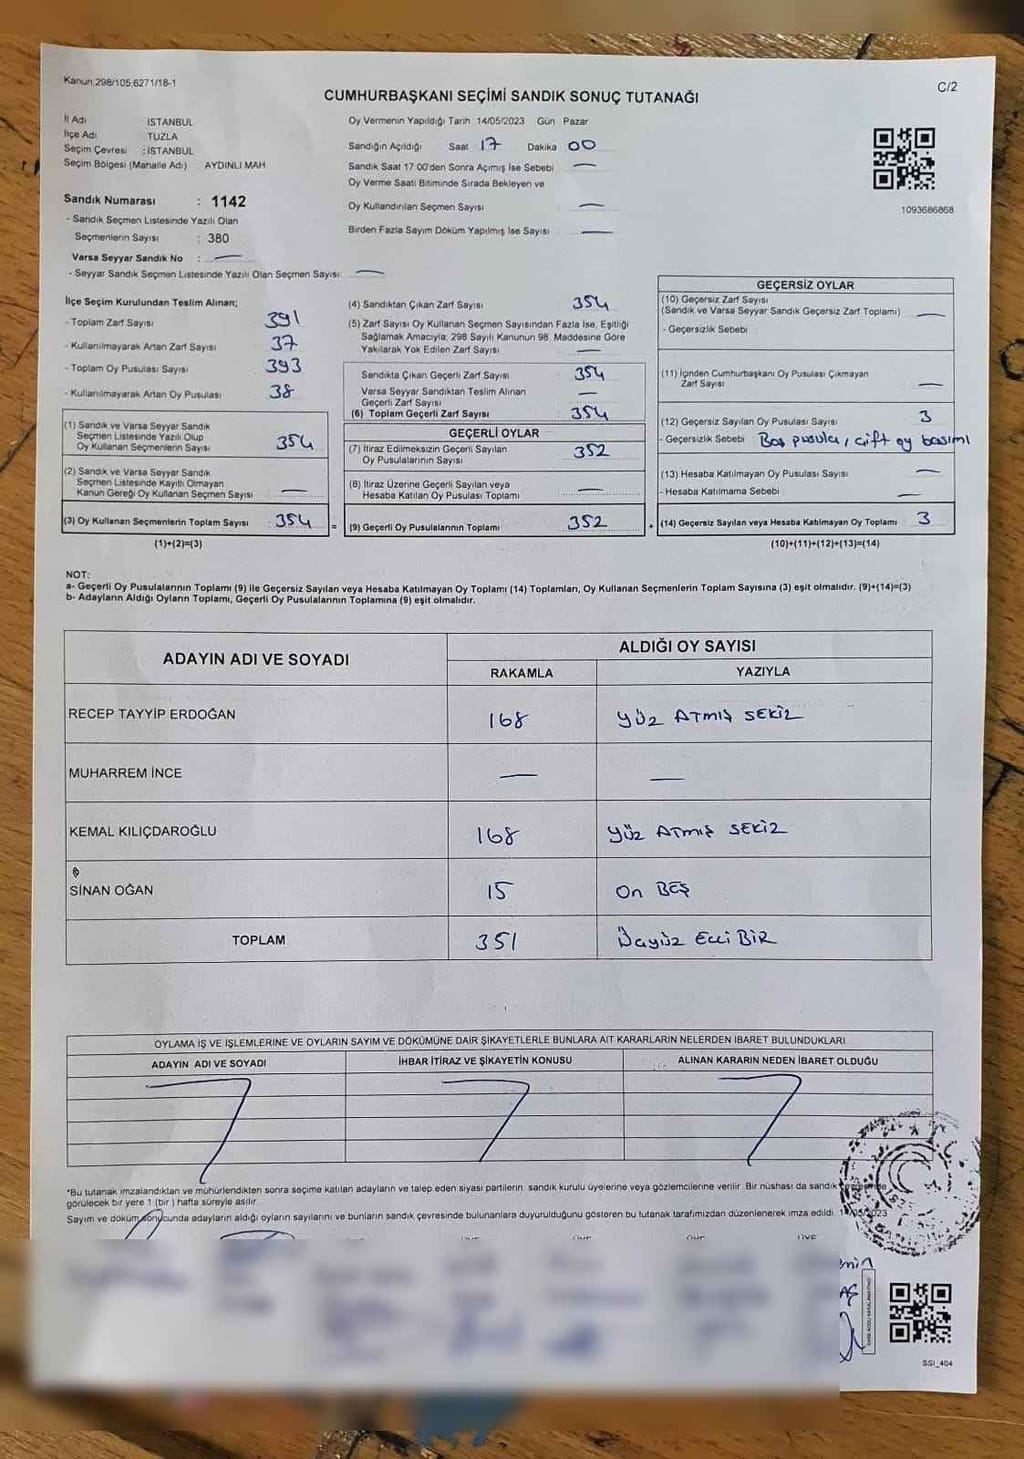 Kanun:298/105,6271/18-1
C/2
CUMHURBAŞKANI SEÇİMİ SANDIK SONUÇ TUTANAĞI
İl Adı : İSTANBUL
İlçe Adı : TUZLA
Seçim Çevresi : İSTANBUL
Seçim Bölgesi (Mahalle Adı) AYDINLI MAH.
Sandık Numarası : 1142
- Sandık Seçmen Listesinde Yazılı Olan
Seçmenlerin Sayısı : 380
Varsa Seyyar Sandık No : —
- Seyyar Sandık Seçmen Listesinde Yazılı Olan Seçmen Sayısı: —
Oy Vermenin Yapıldığı Tarih 14/05/2023 Gün Pazar
Sandığın Açıldığı Saat 17 Dakika 00
Sandık Saat 17:00'den Sonra Açımış İse Sebebi —
Oy Verme Saati Bitiminde Sırada Bekleyen ve
Oy Kullandırılan Seçmen Sayısı —
Birden Fazla Sayım Döküm Yapılmış İse Sayısı —
1093686868
İlçe Seçim Kurulundan Teslim Alınan;
- Toplam Zarf Sayısı 391
- Kullanılmayarak Artan Zarf Sayısı 37
- Toplam Oy Pusulası Sayısı 393
- Kullanılmayarak Artan Oy Pusulası 38
(1) Sandık ve Varsa Seyyar Sandık
Seçmen Listesinde Yazılı Olup
Oy Kullanan Seçmenlerin Sayısı 354
(2) Sandık ve Varsa Seyyar Sandık
Seçmen Listesinde Kayıtlı Olmayan
Kanun Gereği Oy Kullanan Seçmen Sayısı —
(3) Oy Kullanan Seçmenlerin Toplam Sayısı : 354 =
(1)+(2)=(3)
(4) Sandıktan Çıkan Zarf Sayısı 354
(5) Zarf Sayısı Oy Kullanan Seçmen Sayısından Fazla İse, Eşitliği
Sağlamak Amacıyla, 298 Sayılı Kanunun 98. Maddesine Göre
Yakılarak Yok Edilen Zarf Sayısı —
Sandıkta Çıkan Geçerli Zarf Sayısı 354
Varsa Seyyar Sandıktan Teslim Alınan
Geçerli Zarf Sayısı —
(6) Toplam Geçerli Zarf Sayısı 354
GEÇERLİ OYLAR
(7) İtiraz Edilmeksizin Geçerli Sayılan
Oy Pusulalarının Sayısı 352
(8) İtiraz Üzerine Geçerli Sayılan veya
Hesaba Katılan Oy Pusulası Toplamı —
(9) Geçerli Oy Pusulalarının Toplamı 352 +
GEÇERSİZ OYLAR
(10) Geçersiz Zarf Sayısı
(Sandık ve Varsa Seyyar Sandık Geçersiz Zarf Toplamı) —
- Geçersizlik Sebebi :
(11) İçinden Cumhurbaşkanı Oy Pusulası Çıkmayan
Zarf Sayısı —
(12) Geçersiz Sayılan Oy Pusulası Sayısı 3
- Geçersizlik Sebebi : Boş pusula, çift oy basımı
(13) Hesaba Katılmayan Oy Pusulası Sayısı —
- Hesaba Katılmama Sebebi —
(14) Geçersiz Sayılan veya Hesaba Katılmayan Oy Toplamı 3
(10)+(11)+(12)+(13)=(14)
NOT:
a- Geçerli Oy Pusulalarının Toplamı (9) ile Geçersiz Sayılan veya Hesaba Katılmayan Oy Toplamı (14) Toplamları, Oy Kullanan Seçmenlerin Toplam Sayısına (3) eşit olmalıdır. (9)+(14)=(3)
b- Adayların Aldığı Oyların Toplamı, Geçerli Oy Pusulalarının Toplamına (9) eşit olmalıdır.
ADAYIN ADI VE SOYADI
ALDIĞI OY SAYISI
RAKAMLA YAZIYLA
RECEP TAYYİP ERDOĞAN 168 YÜZ ATMIŞ SEKİZ
MUHARREM İNCE — —
KEMAL KILIÇDAROĞLU 168 YÜZ ATMIŞ SEKİZ
SİNAN OĞAN 15 On BEŞ
TOPLAM 351 Üçyüz Elli BİR
OYLAMA İŞ VE İŞLEMLERİNE VE OYLARIN SAYIM VE DÖKÜMÜNE DAİR ŞİKAYETLERLE BUNLARA AİT KARARLARIN NELERDEN İBARET BULUNDUKLARI
ADAYIN ADI VE SOYADI İHBAR İTİRAZ VE ŞİKAYETİN KONUSU ALINAN KARARIN NEDEN İBARET OLDUĞU
*Bu tutanak imzalandıktan ve mühürlendikten sonra seçime katılan adayların ve talep eden siyasi partilerin sandık kurulu üyelerine veya gözlemcilerine verilir. Bir nüshası da sandık
görülecek bir yere 1 (bir) hafta süreyle asılır.
Sayım ve döküm sonucunda adayların aldığı oyların sayılarını ve bunların sandık çevresinde bulunanlara duyurulduğunu gösteren bu tutanak tarafımızdan düzenlenerek imza edildi. 14/05/2023
SSI_404